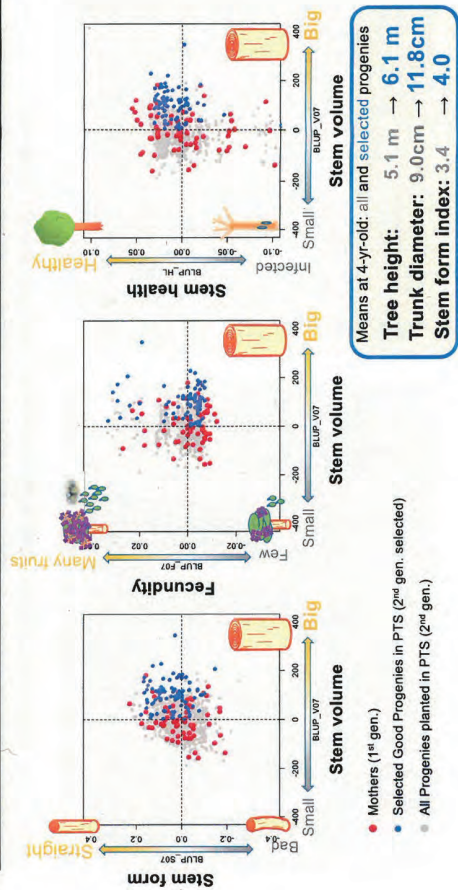 Stem form
Straight
BLUP_S07
Bad
0.4
0.2
0.0
-0.2
-0.4
-400
-200
0
200
400
Small
BLUP_V07
Big
Stem volume
Fecundity
Many fruits
BLUP_F07
Few
0.02
0.00
-0.02
-400
-200
0
200
400
Small
BLUP_V07
Big
Stem volume
Stem health
Healthy
BLUP_HL
Infected
0.10
0.05
0.00
-0.05
-0.10
-400
-200
0
200
400
Small
BLUP_V07
Big
Stem volume
Mothers (1st gen.)
Selected Good Progenies in PTS (2nd gen. selected)
All Progenies planted in PTS (2nd gen.)
Means at 4-yr-old: all and selected progenies
Tree height: 5.1 m → 6.1 m
Trunk diameter: 9.0cm → 11.8cm
Stem form index: 3.4 → 4.0